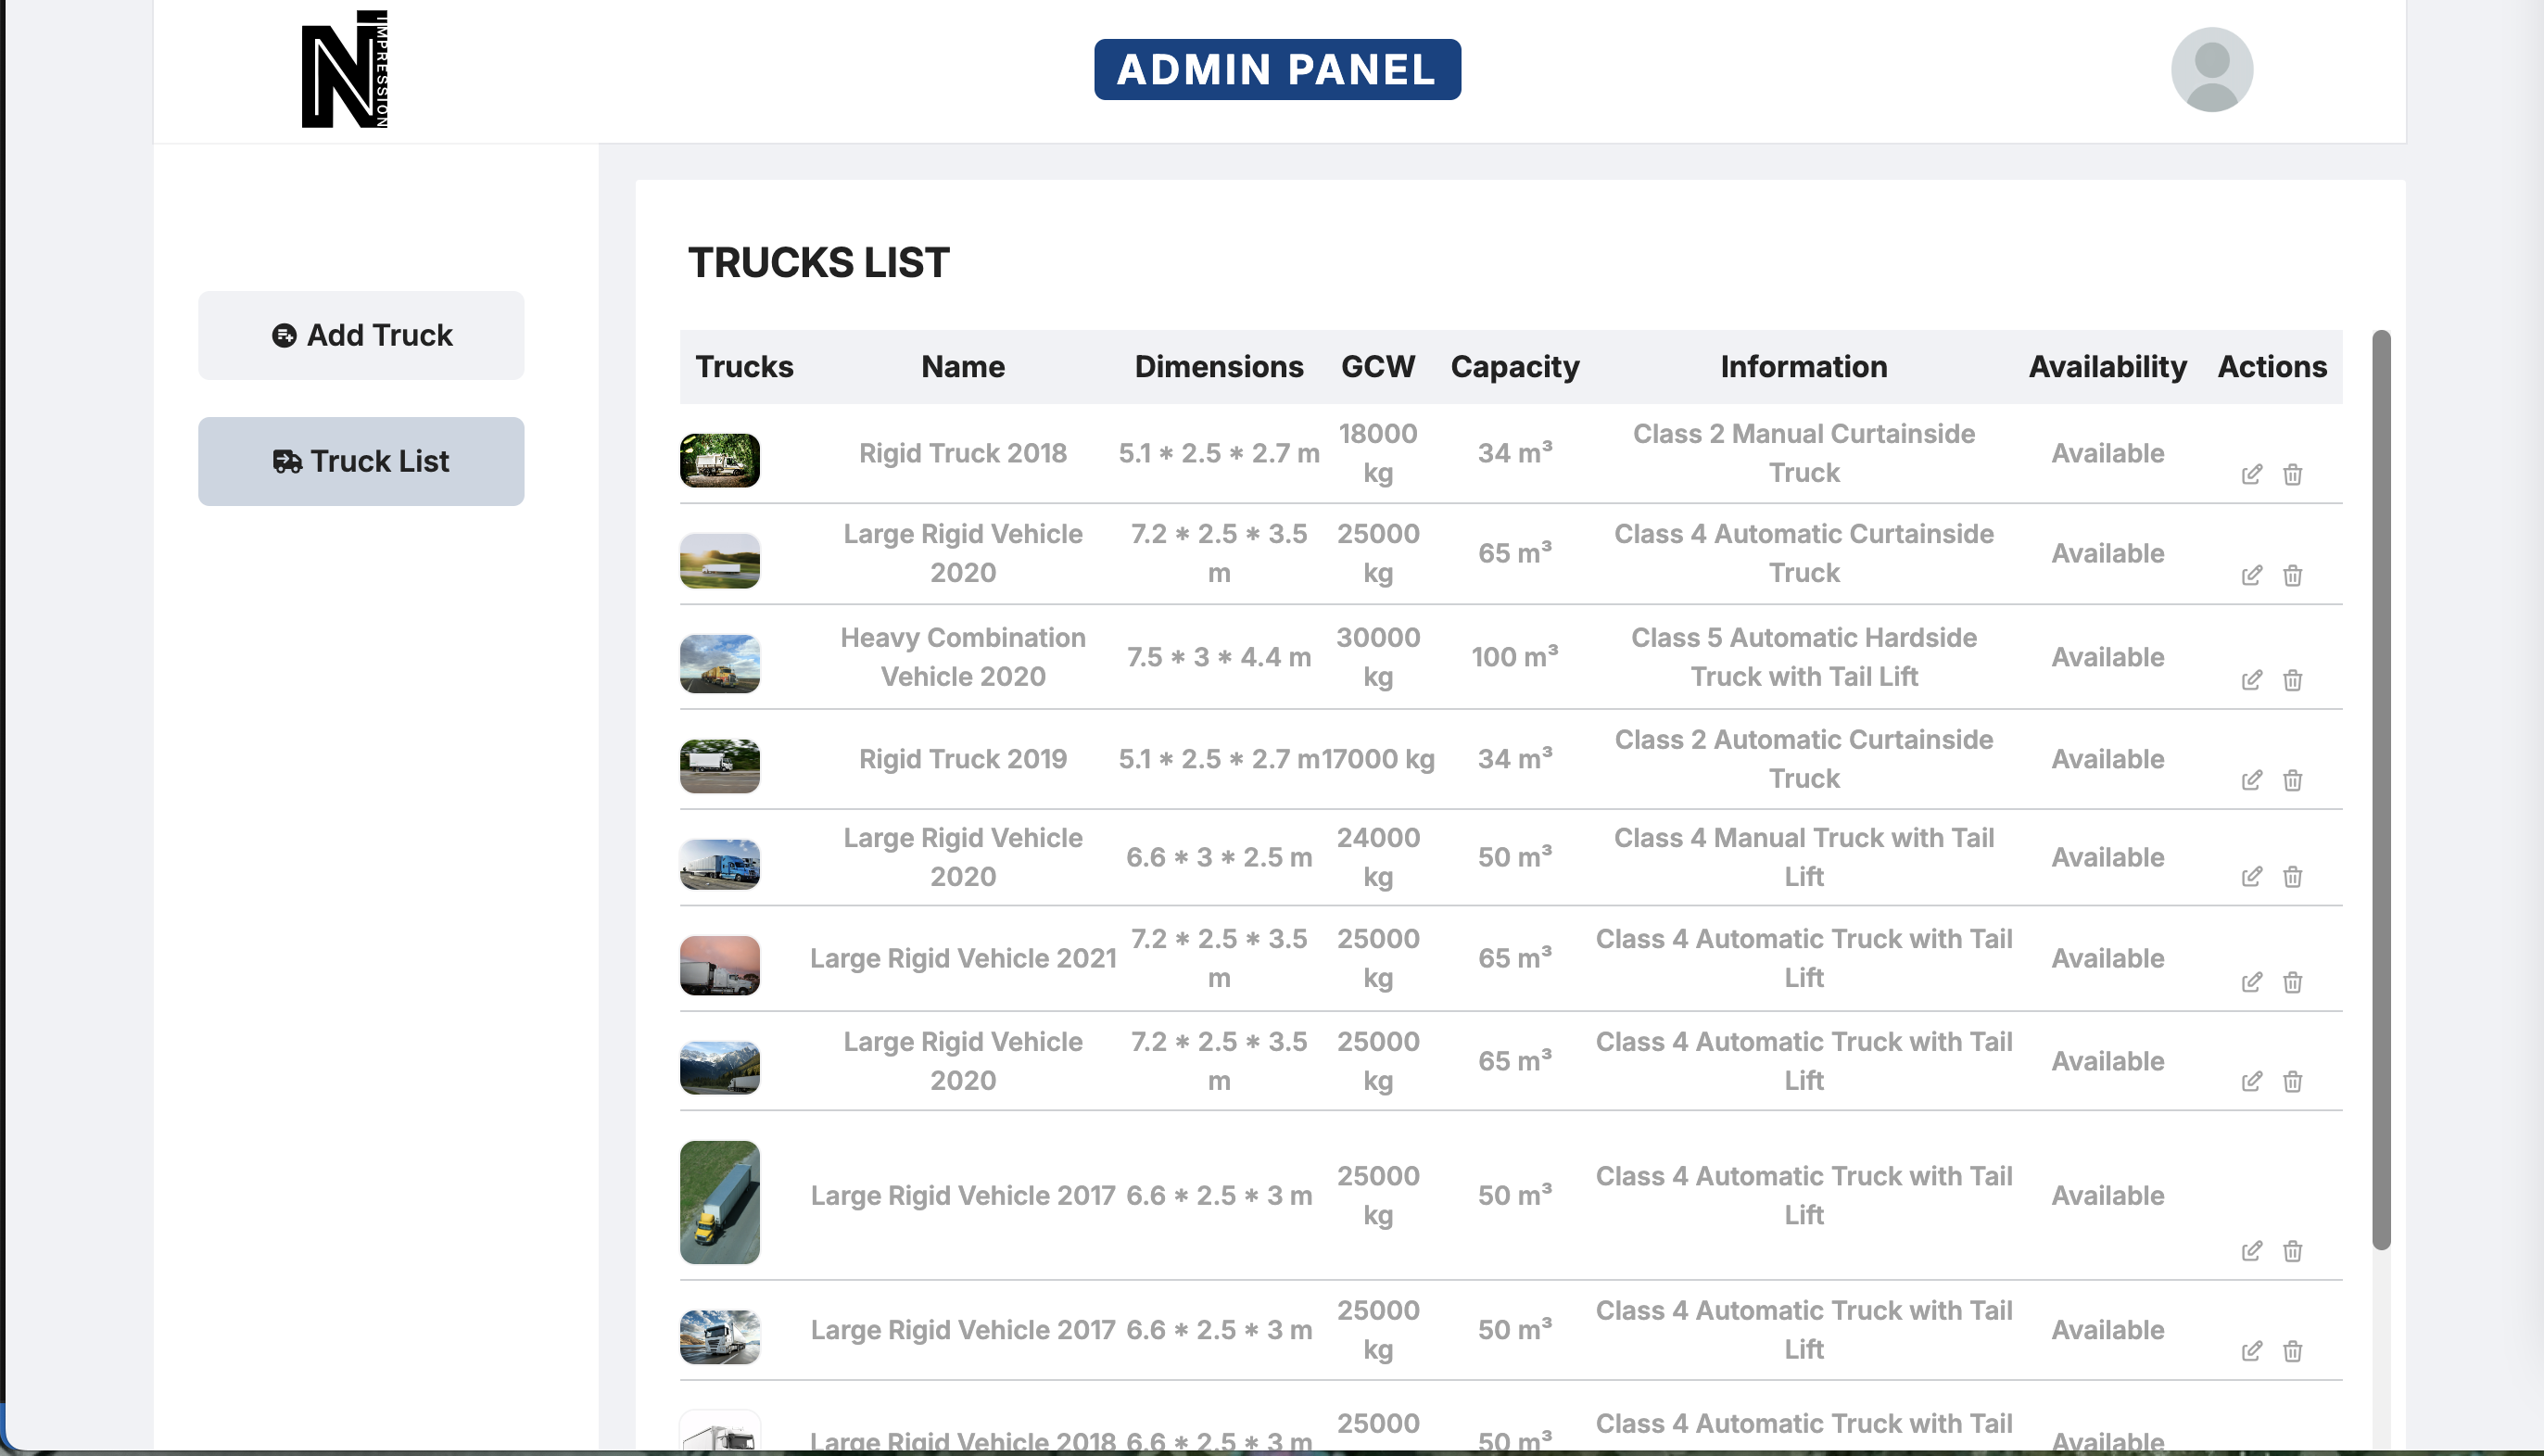 N IMPRESSION
ADMIN PANEL
Add Truck
Truck List
TRUCKS LIST
Trucks Name Dimensions GCW Capacity Information Availability Actions
Rigid Truck 2018 5.1 * 2.5 * 2.7 m 18000 kg 34 m³ Class 2 Manual Curtainside Truck Available
Large Rigid Vehicle 2020 7.2 * 2.5 * 3.5 m 25000 kg 65 m³ Class 4 Automatic Curtainside Truck Available
Heavy Combination Vehicle 2020 7.5 * 3 * 4.4 m 30000 kg 100 m³ Class 5 Automatic Hardside Truck with Tail Lift Available
Rigid Truck 2019 5.1 * 2.5 * 2.7 m 17000 kg 34 m³ Class 2 Automatic Curtainside Truck Available
Large Rigid Vehicle 2020 6.6 * 3 * 2.5 m 24000 kg 50 m³ Class 4 Manual Truck with Tail Lift Available
Large Rigid Vehicle 2021 7.2 * 2.5 * 3.5 m 25000 kg 65 m³ Class 4 Automatic Truck with Tail Lift Available
Large Rigid Vehicle 2020 7.2 * 2.5 * 3.5 m 25000 kg 65 m³ Class 4 Automatic Truck with Tail Lift Available
Large Rigid Vehicle 2017 6.6 * 2.5 * 3 m 25000 kg 50 m³ Class 4 Automatic Truck with Tail Lift Available
Large Rigid Vehicle 2017 6.6 * 2.5 * 3 m 25000 kg 50 m³ Class 4 Automatic Truck with Tail Lift Available
Large Rigid Vehicle 2018 6.6 * 2.5 * 3 m 25000 50 m³ Class 4 Automatic Truck with Tail Available